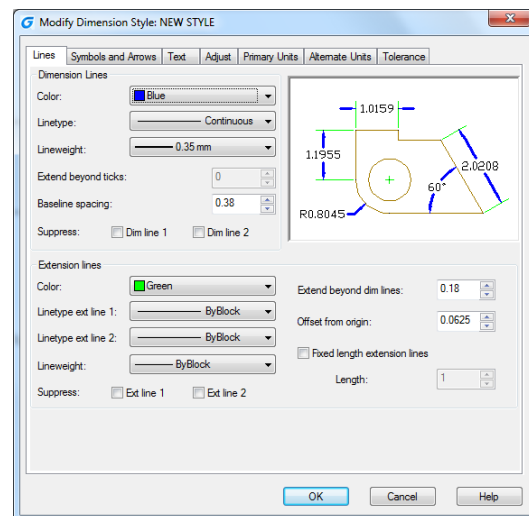 Modify Dimension Style: NEW STYLE
Lines Symbols and Arrows Text Adjust Primary Units Alternate Units Tolerance
Dimension Lines
Color: Blue
Linetype: Continuous
Lineweight: 0.35 mm
Extend beyond ticks: 0
Baseline spacing: 0.38
Suppress: Dim line 1 Dim line 2
1.0159
1.1955
2.0208
60°
R0.8045
Extension lines
Color: Green
Linetype ext line 1: ByBlock
Linetype ext line 2: ByBlock
Lineweight: ByBlock
Suppress: Ext line 1 Ext line 2
Extend beyond dim lines: 0.18
Offset from origin: 0.0625
Fixed length extension lines
Length: 1
OK Cancel Help